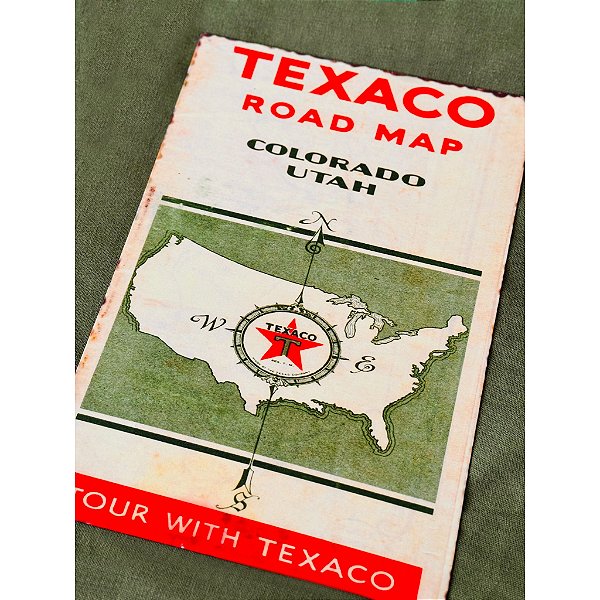 TEXACO
ROAD MAP
COLORADO
UTAH
N
W
TEXACO
T
E
S
TOUR WITH TEXACO